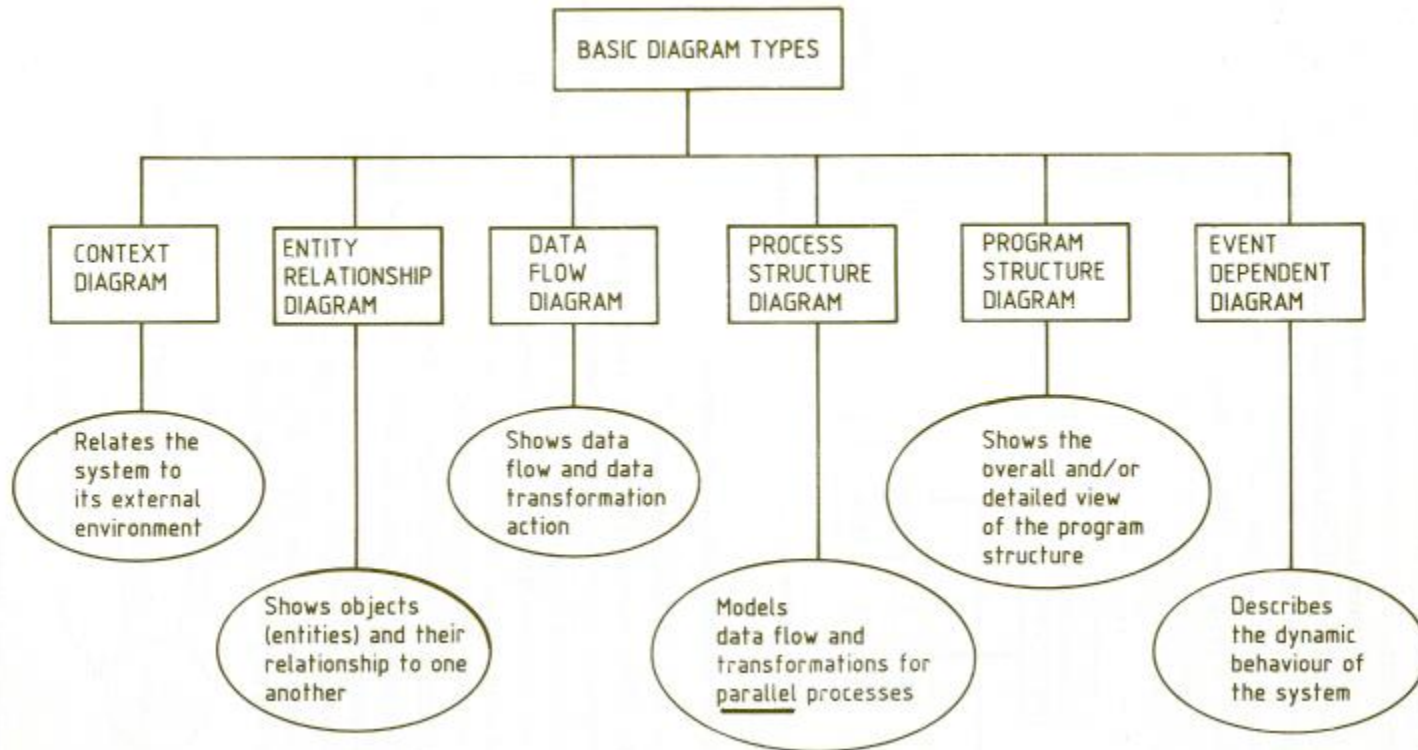 BASIC DIAGRAM TYPES
CONTEXT
DIAGRAM
ENTITY
RELATIONSHIP
DIAGRAM
DATA
FLOW
DIAGRAM
PROCESS
STRUCTURE
DIAGRAM
PROGRAM
STRUCTURE
DIAGRAM
EVENT
DEPENDENT
DIAGRAM
Relates the
system to
its external
environment
Shows objects
(entities) and their
relationship to one
another
Shows data
flow and data
transformation
action
Models
data flow and
transformations for
parallel processes
Shows the
overall and/or
detailed view
of the program
structure
Describes
the dynamic
behaviour of
the system